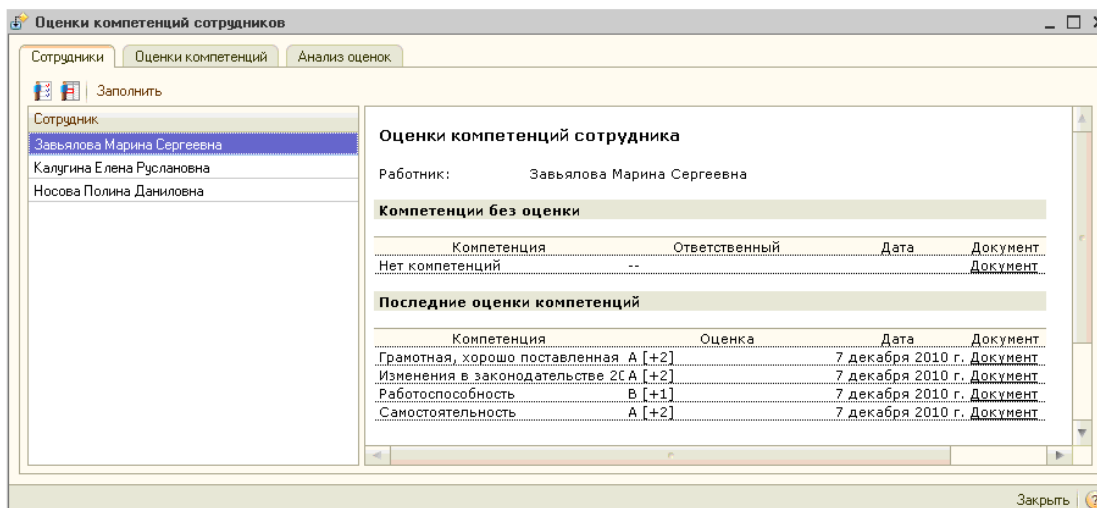 Оценки компетенций сотрудников
Сотрудники Оценки компетенций Анализ оценок
Заполнить
Сотрудник
Завьялова Марина Сергеевна
Калугина Елена Руслановна
Носова Полина Даниловна
Оценки компетенций сотрудника
Работник: Завьялова Марина Сергеевна
Компетенции без оценки
Компетенция Ответственный Дата Документ
Нет компетенций -- Документ
Последние оценки компетенций
Компетенция Оценка Дата Документ
Грамотная, хорошо поставленная A [+2] 7 декабря 2010 г. Документ
Изменения в законодательстве A [+2] 7 декабря 2010 г. Документ
Работоспособность B [+1] 7 декабря 2010 г. Документ
Самостоятельность A [+2] 7 декабря 2010 г. Документ
Закрыть